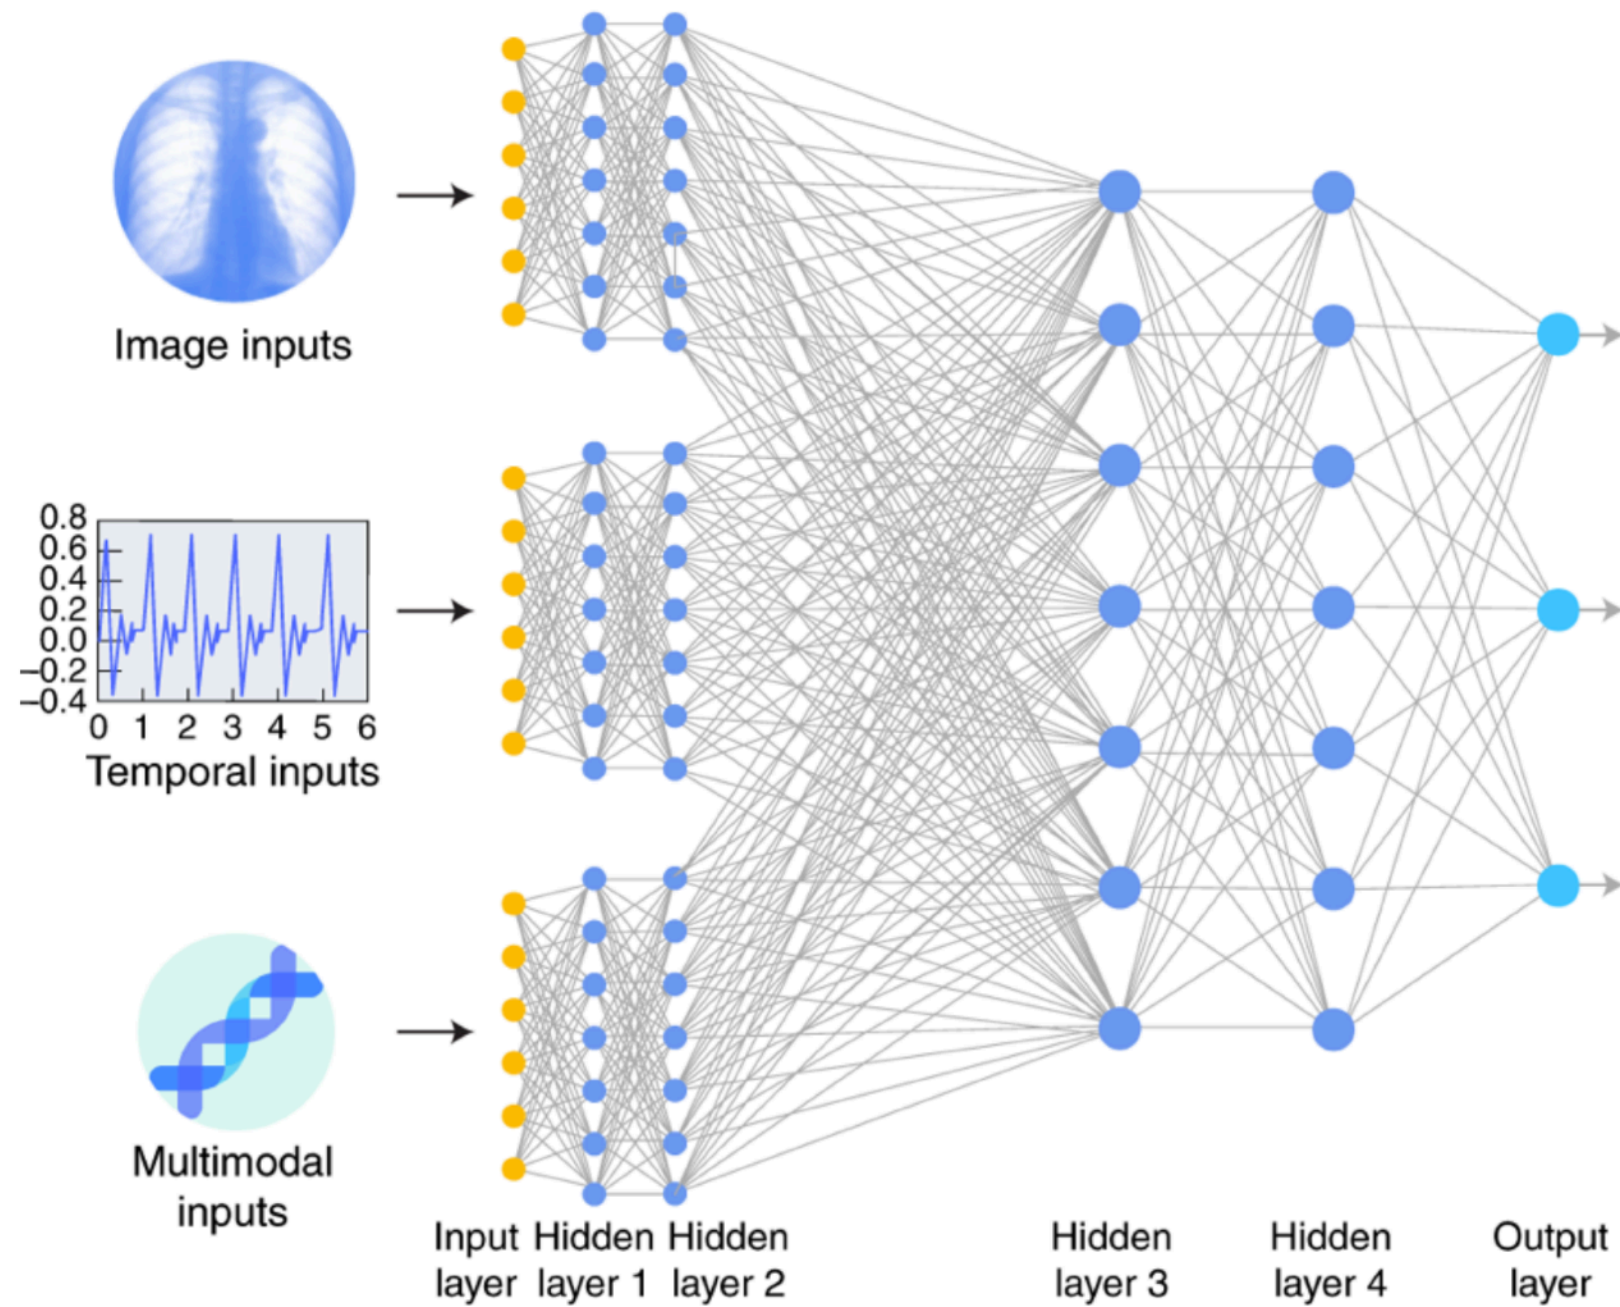 Image inputs
0.8
0.6
0.4
0.2
0.0
–0.2
–0.4
0 1 2 3 4 5 6
Temporal inputs
Multimodal
inputs
Input Hidden Hidden Hidden Hidden Output
layer layer 1 layer 2 layer 3 layer 4 layer